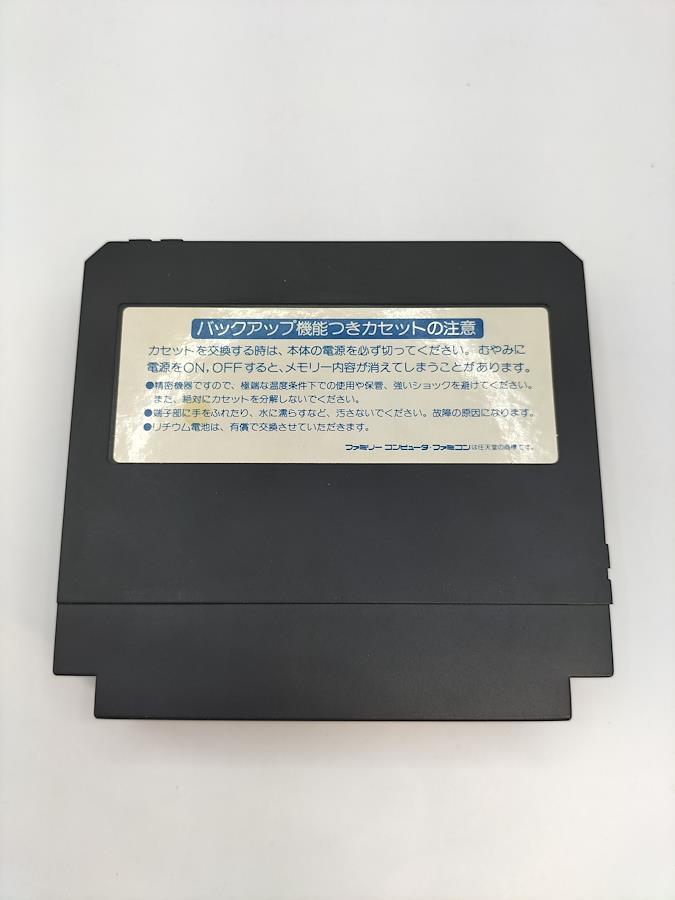 バックアップ機能つきカセットの注意
カセットを交換する時は、本体の電源を必ず切ってください。むやみに
電源をON,OFFすると、メモリー内容が消えてしまうことがあります。
●精密機器ですので、極端な温度条件下での使用や保管、強いショックを避けてください。
また、絶対にカセットを分解しないでください。
●端子部に手をふれたり、水に濡らすなど、汚さないでください。故障の原因になります。
●リチウム電池は、有償で交換させていただきます。
ファミリーコンピュータ・ファミコンは任天堂の商標です。